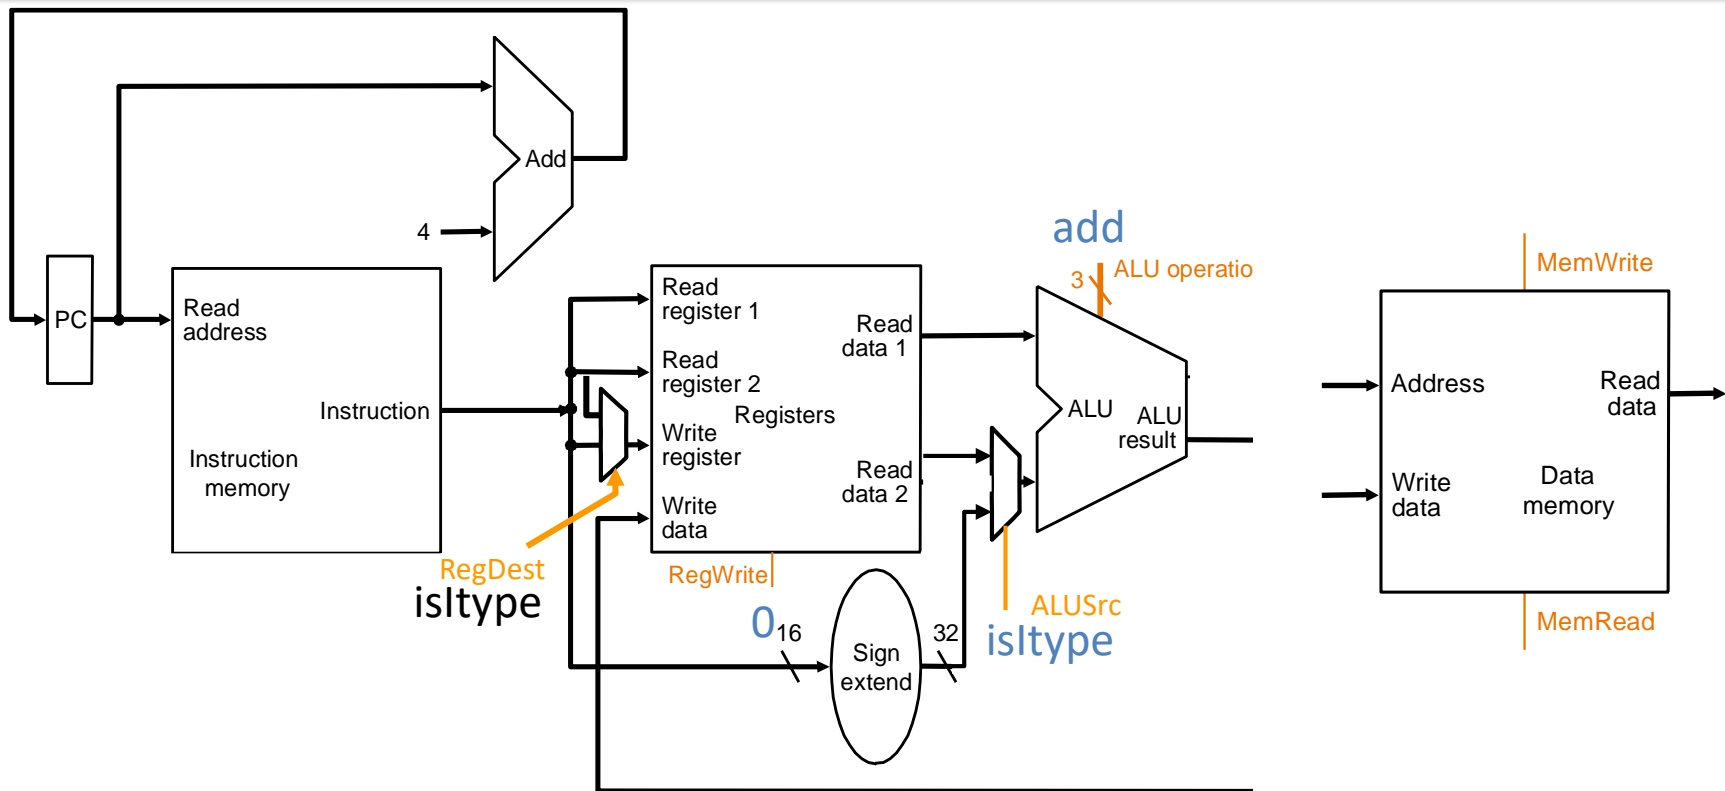 Add
4
add
ALU operatio
3
MemWrite
PC
Read
address
Instruction
Instruction
memory
Read
register 1
Read
register 2
Registers
Write
register
Write
data
Read
data 1
Read
data 2
ALU
ALU
result
Address
Read
data
Write
data
Data
memory
RegDest
isItype
RegWrite
0
16
Sign
extend
32
ALUSrc
isItype
MemRead